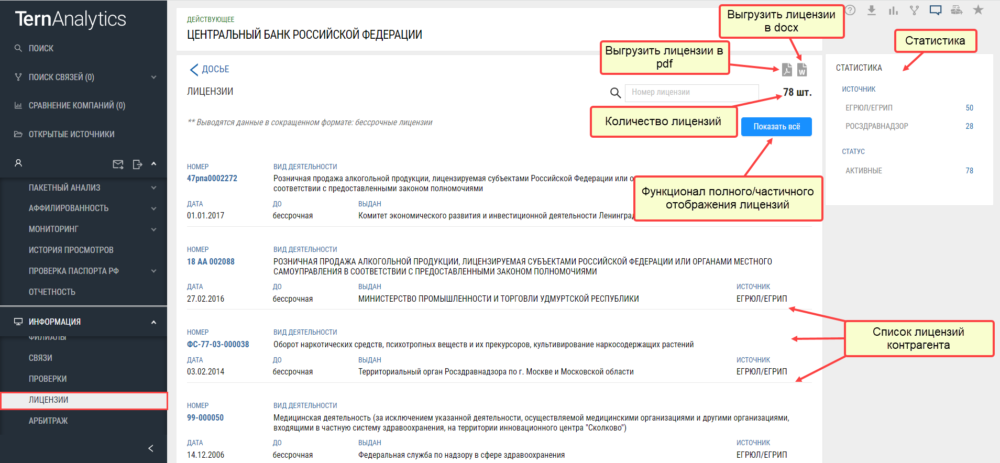 TernAnalytics
ПОИСК
ПОИСК СВЯЗЕЙ (0)
СРАВНЕНИЕ КОМПАНИЙ (0)
ОТКРЫТЫЕ ИСТОЧНИКИ
ПАКЕТНЫЙ АНАЛИЗ
АФФИЛИРОВАННОСТЬ
МОНИТОРИНГ
ИСТОРИЯ ПРОСМОТРОВ
ПРОВЕРКА ПАСПОРТА РФ
ОТЧЕТНОСТЬ
ИНФОРМАЦИЯ
ФИЛИАЛЫ
СВЯЗИ
ПРОВЕРКИ
ЛИЦЕНЗИИ
АРБИТРАЖ
ДЕЙСТВУЮЩЕЕ
ЦЕНТРАЛЬНЫЙ БАНК РОССИЙСКОЙ ФЕДЕРАЦИИ
Выгрузить лицензии
в docx
Выгрузить лицензии в
pdf
ДОСЬЕ
W
ЛИЦЕНЗИИ
Номер лицензии
78 шт.
Количество лицензий
** Выводятся данные в сокращенном формате: бессрочные лицензии
Показать всё
Функционал полного/частичного
отображения лицензий
НОМЕР
ВИД ДЕЯТЕЛЬНОСТИ
47рпа0002272
Розничная продажа алкогольной продукции, лицензируемая субъектами Российской Федерации или о
соответствии с предоставленными законом полномочиями
ДАТА
ДО
ВЫДАН
01.01.2017
бессрочная
Комитет экономического развития и инвестиционной деятельности Ленинград
НОМЕР
ВИД ДЕЯТЕЛЬНОСТИ
18 АА 002088
РОЗНИЧНАЯ ПРОДАЖА АЛКОГОЛЬНОЙ ПРОДУКЦИИ, ЛИЦЕНЗИРУЕМАЯ СУБЪЕКТАМИ РОССИЙСКОЙ ФЕДЕРАЦИИ ИЛИ ОРГАНАМИ МЕСТНОГО
САМОУПРАВЛЕНИЯ В СООТВЕТСТВИИ С ПРЕДОСТАВЛЕННЫМИ ЗАКОНОМ ПОЛНОМОЧИЯМИ
ДАТА
ДО
ВЫДАН
ИСТОЧНИК
27.02.2016
бессрочная
МИНИСТЕРСТВО ПРОМЫШЛЕННОСТИ И ТОРГОВЛИ УДМУРТСКОЙ РЕСПУБЛИКИ
ЕГРЮЛ/ЕГРИП
НОМЕР
ВИД ДЕЯТЕЛЬНОСТИ
ФС-77-03-000038
Оборот наркотических средств, психотропных веществ и их прекурсоров, культивирование наркосодержащих растений
ДАТА
ДО
ВЫДАН
ИСТОЧНИК
03.02.2014
бессрочная
Территориальный орган Росздравнадзора по г. Москве и Московской области
ЕГРЮЛ/ЕГРИП
НОМЕР
ВИД ДЕЯТЕЛЬНОСТИ
99-000050
Медицинская деятельность (за исключением указанной деятельности, осуществляемой медицинскими организациями и другими организациями,
входящими в частную систему здравоохранения, на территории инновационного центра "Сколково")
ДАТА
ДО
ВЫДАН
ИСТОЧНИК
14.12.2006
бессрочная
Федеральная служба по надзору в сфере здравоохранения
ЕГРЮЛ/ЕГРИП
Статистика
СТАТИСТИКА
ИСТОЧНИК
ЕГРЮЛ/ЕГРИП 50
РОСЗДРАВНАДЗОР 28
СТАТУС
АКТИВНЫЕ 78
Список лицензий
контрагента